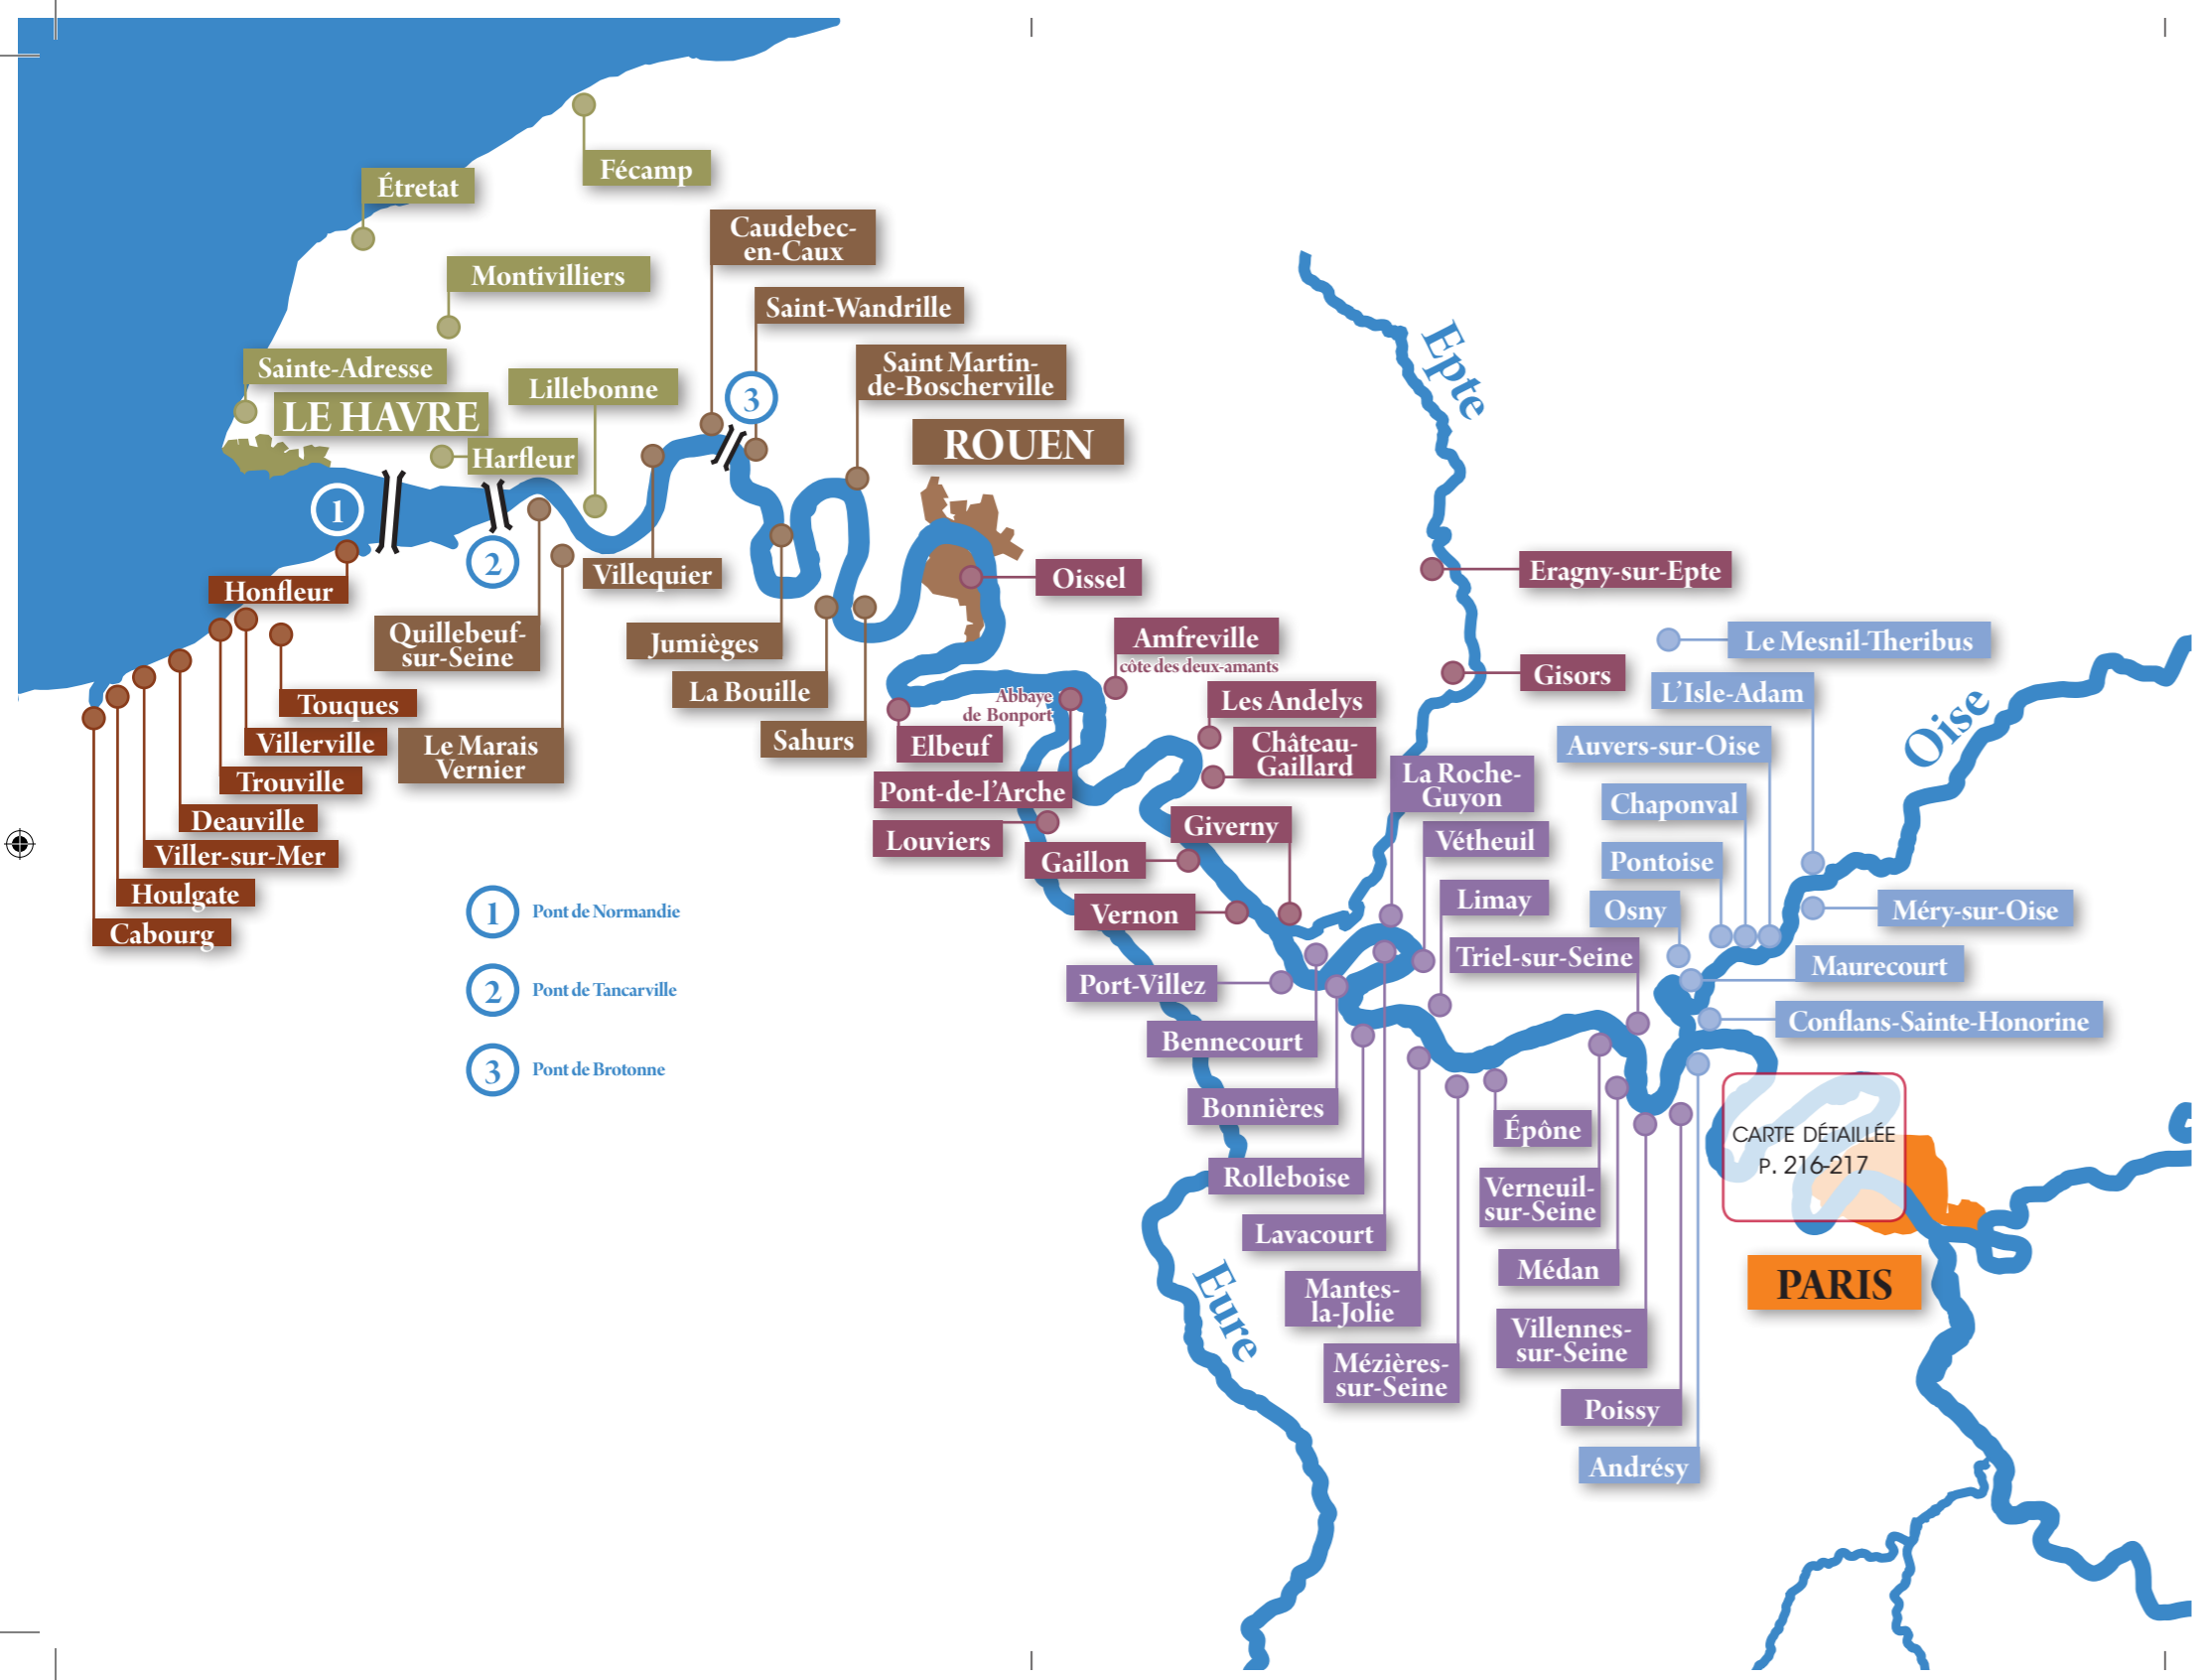 Fécamp
Étretat
Caudebec-
en-Caux
Montivilliers
Saint-Wandrille
Sainte-Adresse
Saint Martin-
de-Boscherville
Lillebonne
3
LE HAVRE
ROUEN
Harfleur
Epte
1
2
Villequier
Oissel
Eragny-sur-Epte
Honfleur
Quillebeuf-
sur-Seine
Jumièges
Amfreville
côte des deux-amants
Le Mesnil-Theribus
Gisors
La Bouille
Abbaye
de Bonport
Les Andelys
L'Isle-Adam
Touques
Oise
Villerville
Le Marais
Vernier
Sahurs
Elbeuf
Château-
Gaillard
Auvers-sur-Oise
Trouville
Pont-de-l'Arche
La Roche-
Guyon
Chaponval
Deauville
Louviers
Giverny
Vétheuil
Viller-sur-Mer
Gaillon
Pontoise
Houlgate
Limay
Osny
Méry-sur-Oise
1 Pont de Normandie
Vernon
Cabourg
Triel-sur-Seine
Maurecourt
2 Pont de Tancarville
Port-Villez
Conflans-Sainte-Honorine
Bennecourt
3 Pont de Brotonne
Bonnières
Épône
CARTE DÉTAILLÉE
P. 216-217
Rolleboise
Verneuil-
sur-Seine
Lavacourt
Médan
PARIS
Eure
Mantes-
la-Jolie
Villennes-
sur-Seine
Mézières-
sur-Seine
Poissy
Andrésy